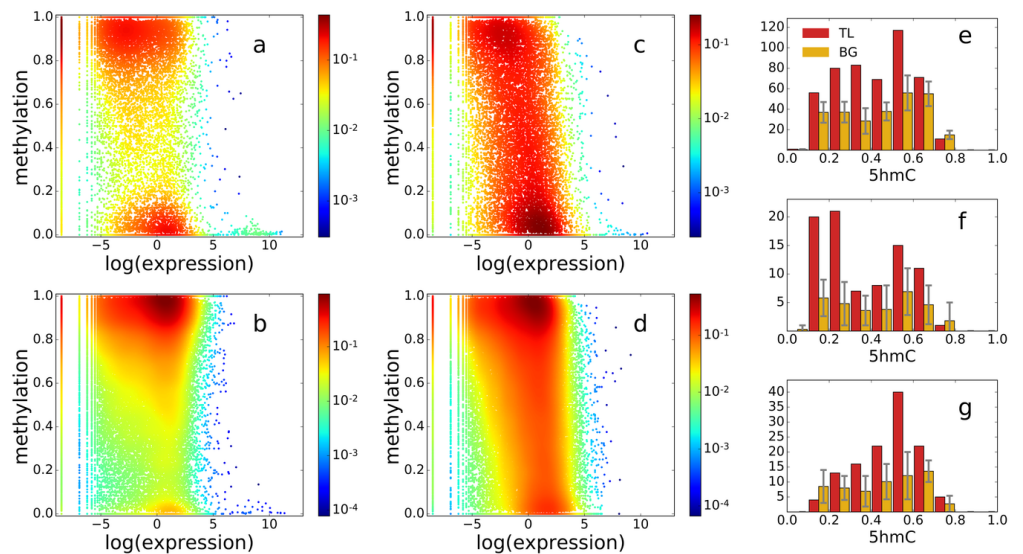 1.0
0.8
0.6
0.4
0.2
0.0
methylation
a
−5 0 5 10
log(expression)
10⁻¹
10⁻²
10⁻³
1.0
0.8
0.6
0.4
0.2
0.0
methylation
c
−5 0 5 10
log(expression)
10⁻¹
10⁻²
10⁻³
120
100
80
60
40
20
TL
BG
e
0.0 0.2 0.4 0.6 0.8 1.0
5hmC
1.0
0.8
0.6
0.4
0.2
0.0
methylation
b
−5 0 5 10
log(expression)
10⁻¹
10⁻²
10⁻³
10⁻⁴
1.0
0.8
0.6
0.4
0.2
0.0
methylation
d
−5 0 5 10
log(expression)
10⁻¹
10⁻²
10⁻³
10⁻⁴
20
15
10
5
f
0.0 0.2 0.4 0.6 0.8 1.0
5hmC
40
35
30
25
20
15
10
5
g
0.0 0.2 0.4 0.6 0.8 1.0
5hmC